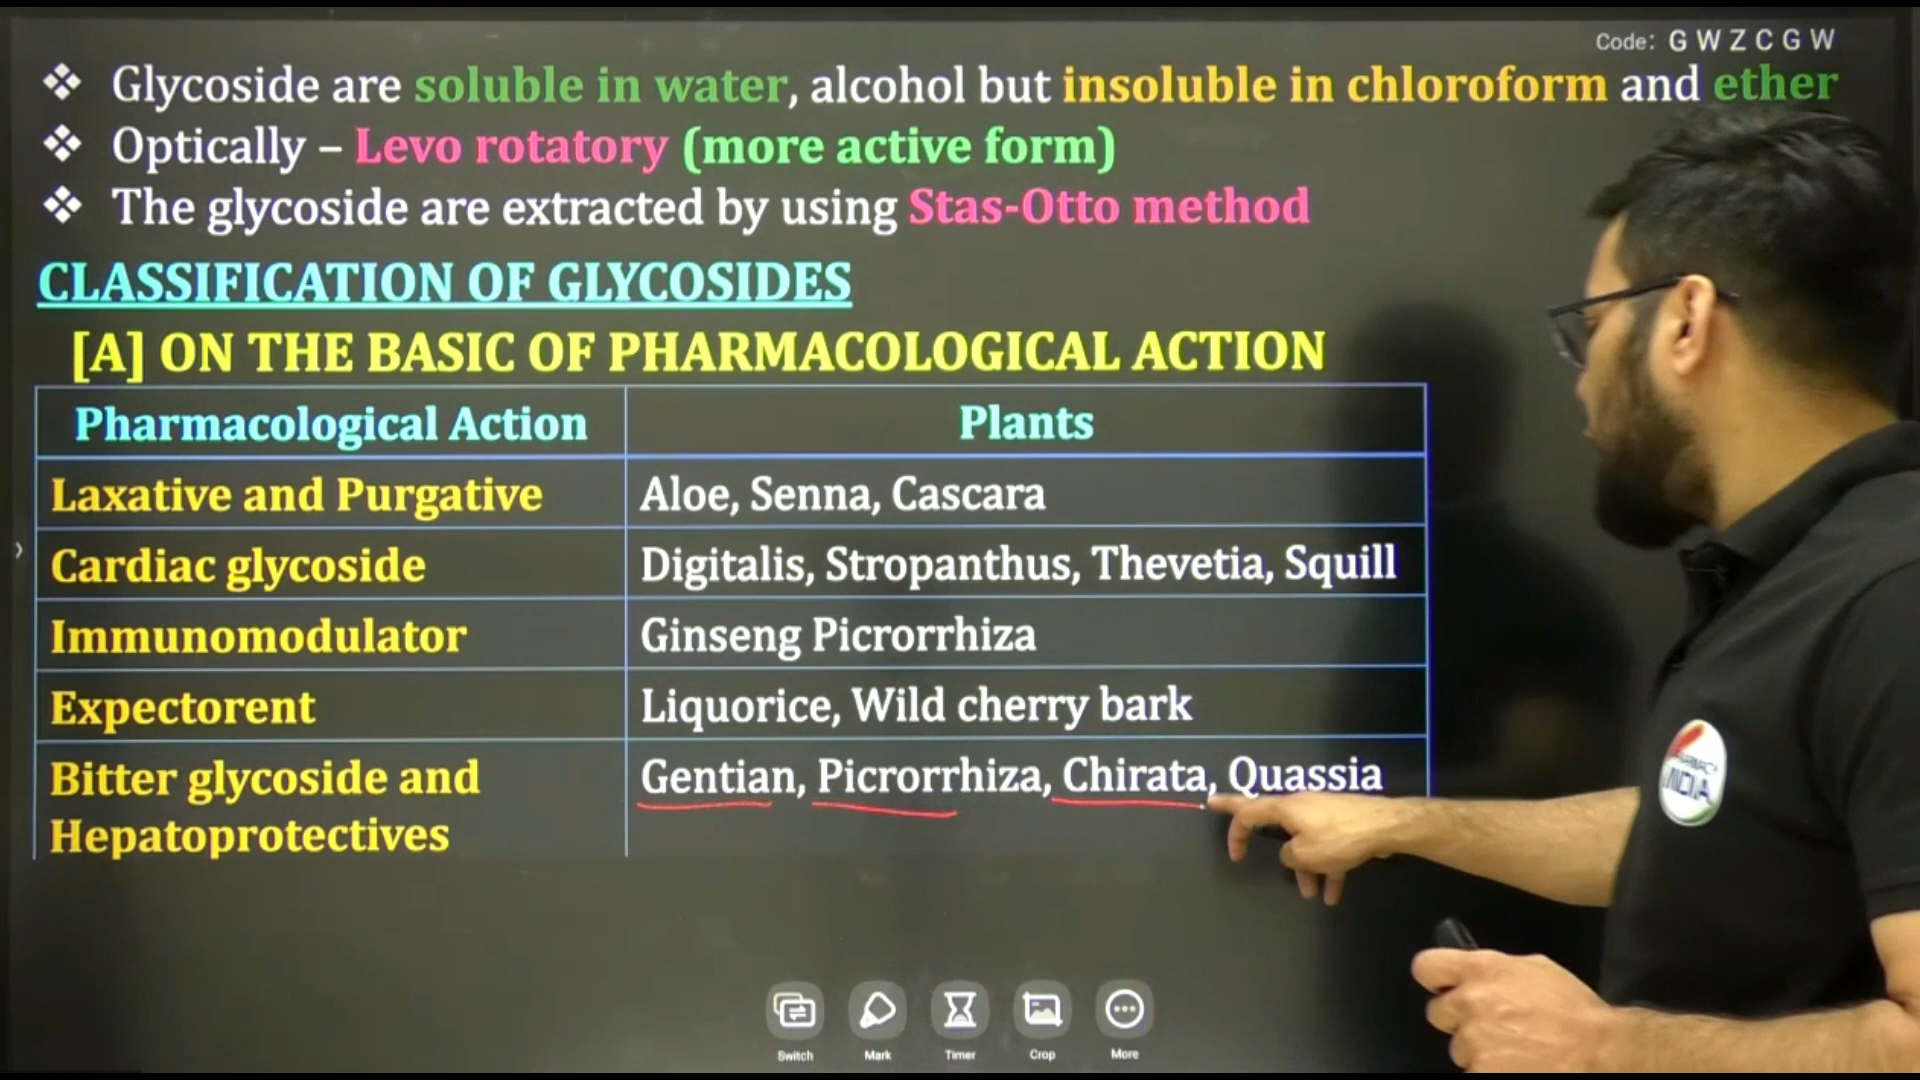 Code: G W Z C G W
❖ Glycoside are soluble in water, alcohol but insoluble in chloroform and ether
❖ Optically – Levo rotatory (more active form)
❖ The glycoside are extracted by using Stas-Otto method
CLASSIFICATION OF GLYCOSIDES
[A] ON THE BASIC OF PHARMACOLOGICAL ACTION
Pharmacological Action Plants
Laxative and Purgative Aloe, Senna, Cascara
Cardiac glycoside Digitalis, Stropanthus, Thevetia, Squill
Immunomodulator Ginseng Picrorrhiza
Expectorent Liquorice, Wild cherry bark
Bitter glycoside and Gentian, Picrorrhiza, Chirata, Quassia
Hepatoprotectives
INDIA
Switch Mark Timer Crop More